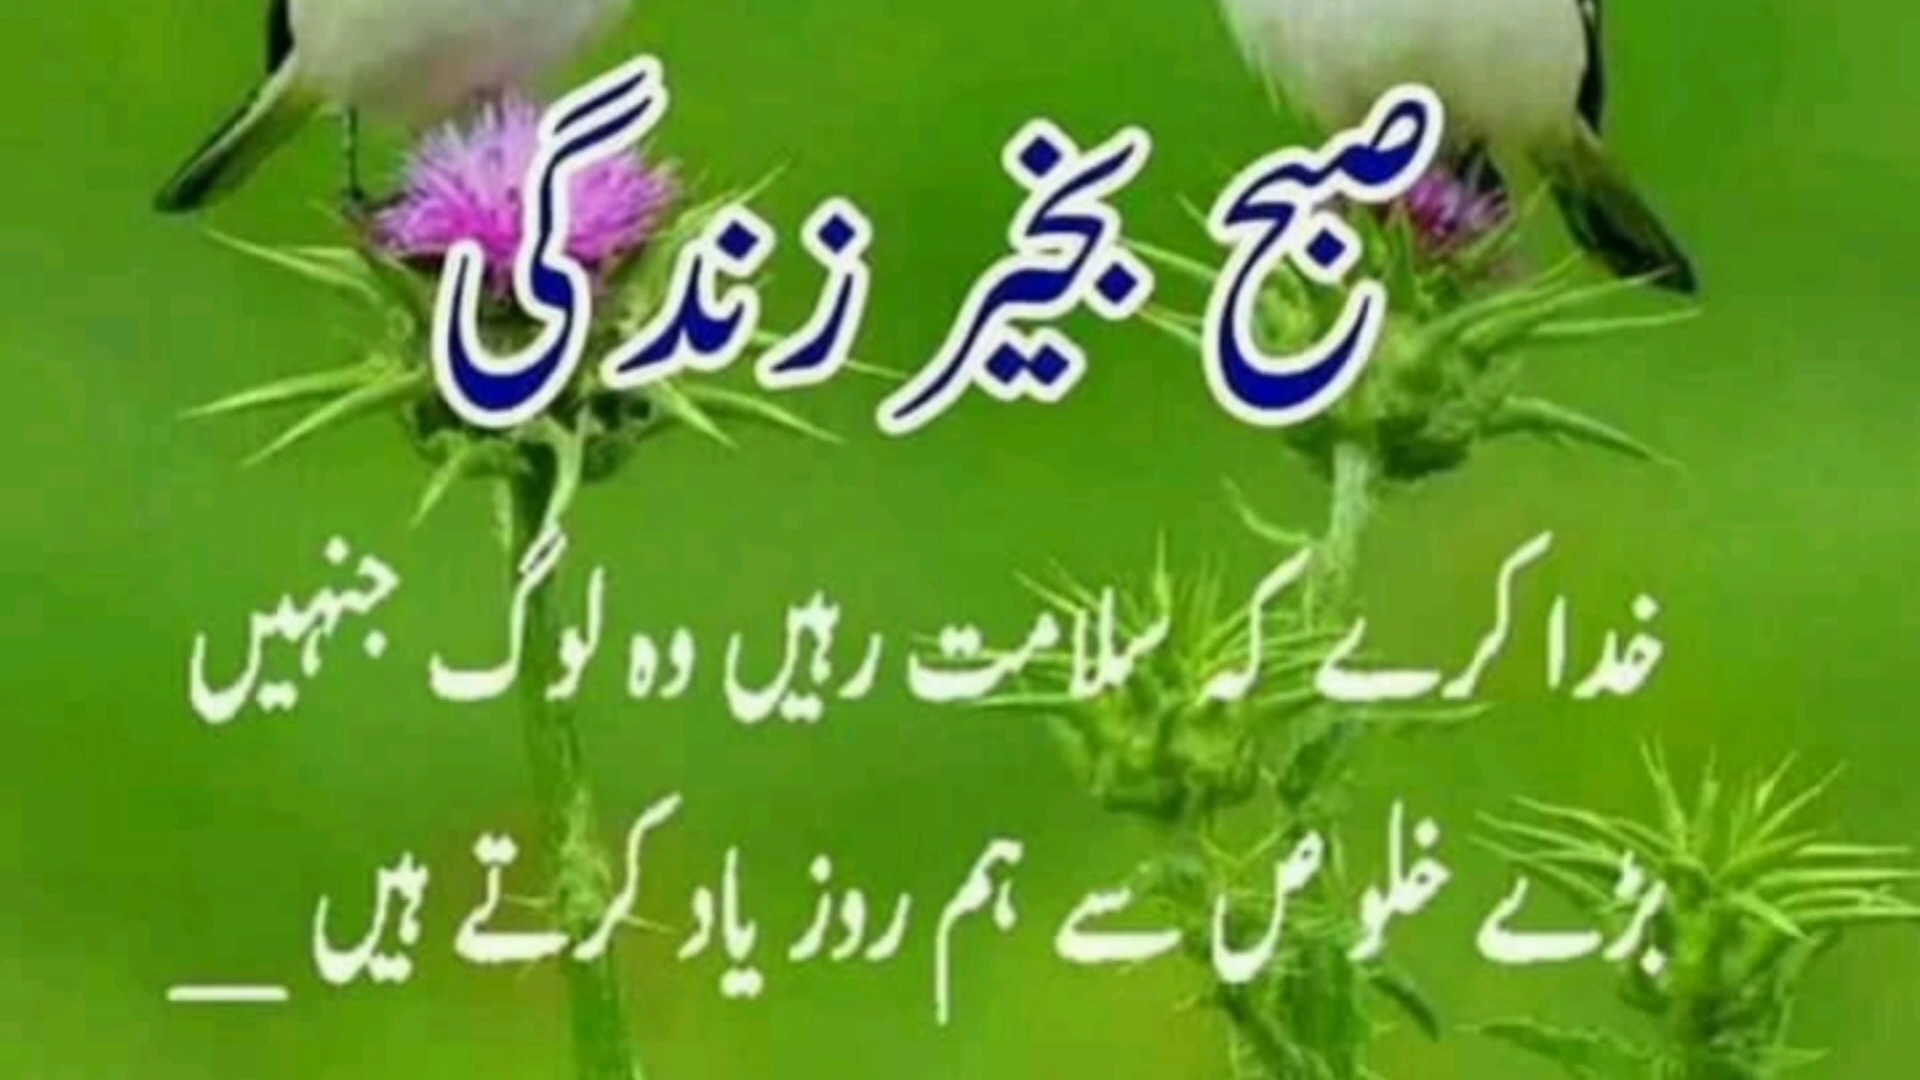 صبح بخیر زندگی
خدا کرے کہ سلامت رہیں وہ لوگ جنہیں
بڑے خلوص سے ہم روز یاد کرتے ہیں __